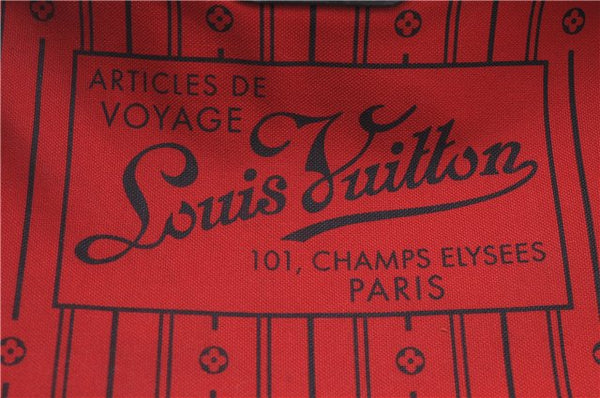 ARTICLES DE
VOYAGE
Louis Vuitton
101, CHAMPS ELYSEES
PARIS